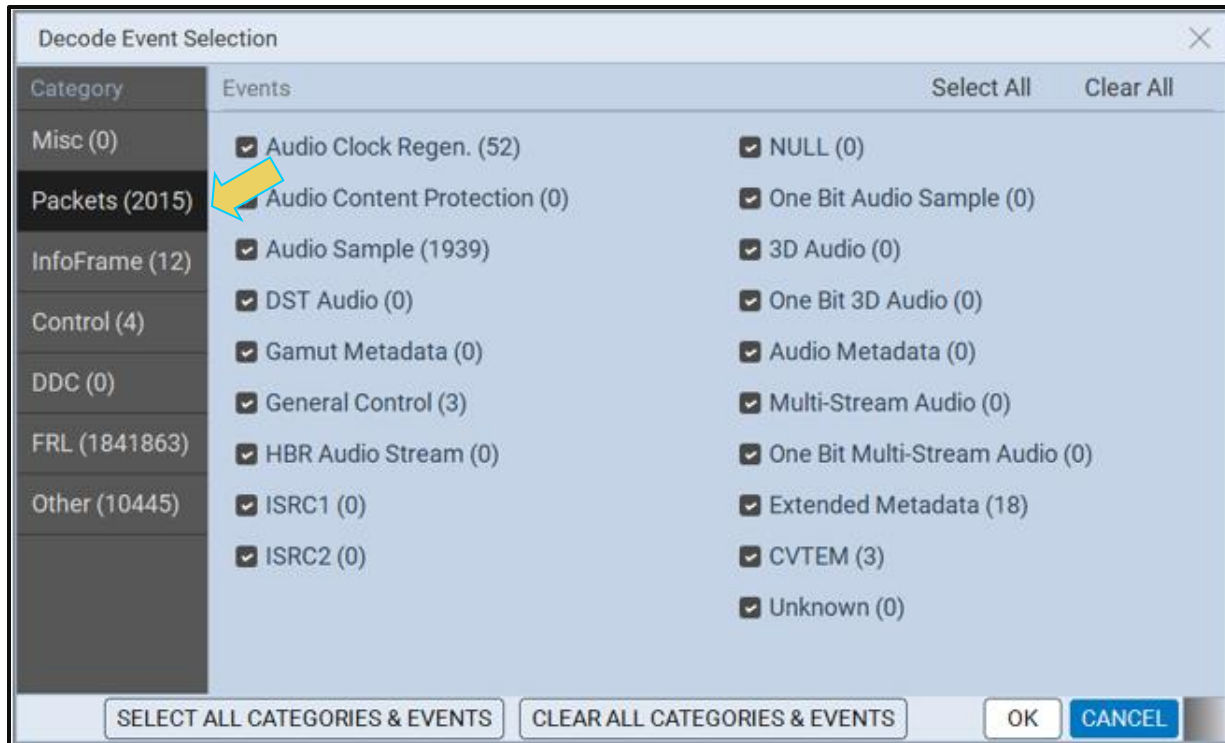 Decode Event Selection
Category
Events
Select All
Clear All
Misc (0)
Packets (2015)
InfoFrame (12)
Control (4)
DDC (0)
FRL (1841863)
Other (10445)
Audio Clock Regen. (52)
Audio Content Protection (0)
Audio Sample (1939)
DST Audio (0)
Gamut Metadata (0)
General Control (3)
HBR Audio Stream (0)
ISRC1 (0)
ISRC2 (0)
NULL (0)
One Bit Audio Sample (0)
3D Audio (0)
One Bit 3D Audio (0)
Audio Metadata (0)
Multi-Stream Audio (0)
One Bit Multi-Stream Audio (0)
Extended Metadata (18)
CVTEM (3)
Unknown (0)
SELECT ALL CATEGORIES & EVENTS
CLEAR ALL CATEGORIES & EVENTS
OK
CANCEL